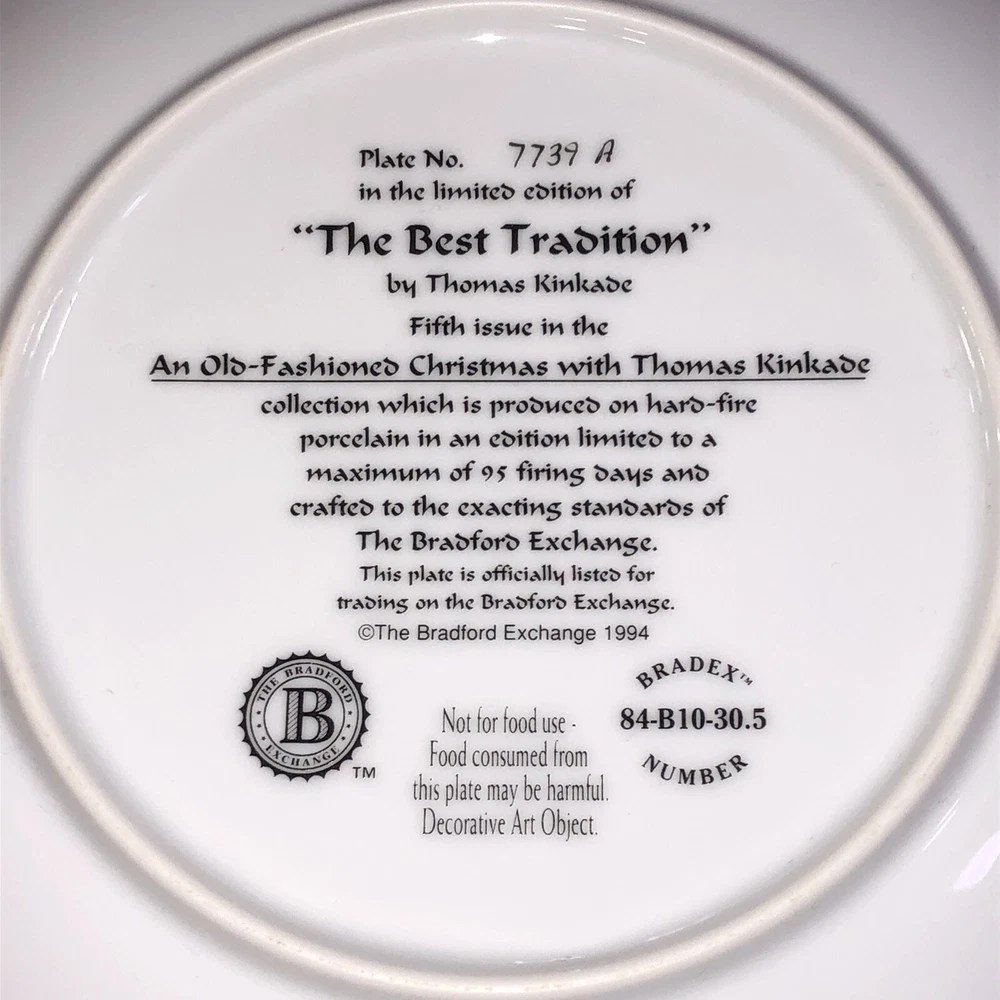 Plate No. 7739 A
in the limited edition of
“The Best Tradition”
by Thomas Kinkade
Fifth issue in the
An Old-Fashioned Christmas with Thomas Kinkade
collection which is produced on hard-fire
porcelain in an edition limited to a
maximum of 95 firing days and
crafted to the exacting standards of
The Bradford Exchange.
This plate is officially listed for
trading on the Bradford Exchange.
©The Bradford Exchange 1994
THE BRADFORD
B
EXCHANGE
TM
Not for food use -
Food consumed from
this plate may be harmful.
Decorative Art Object.
BRADEX™
84-B10-30.5
NUMBER